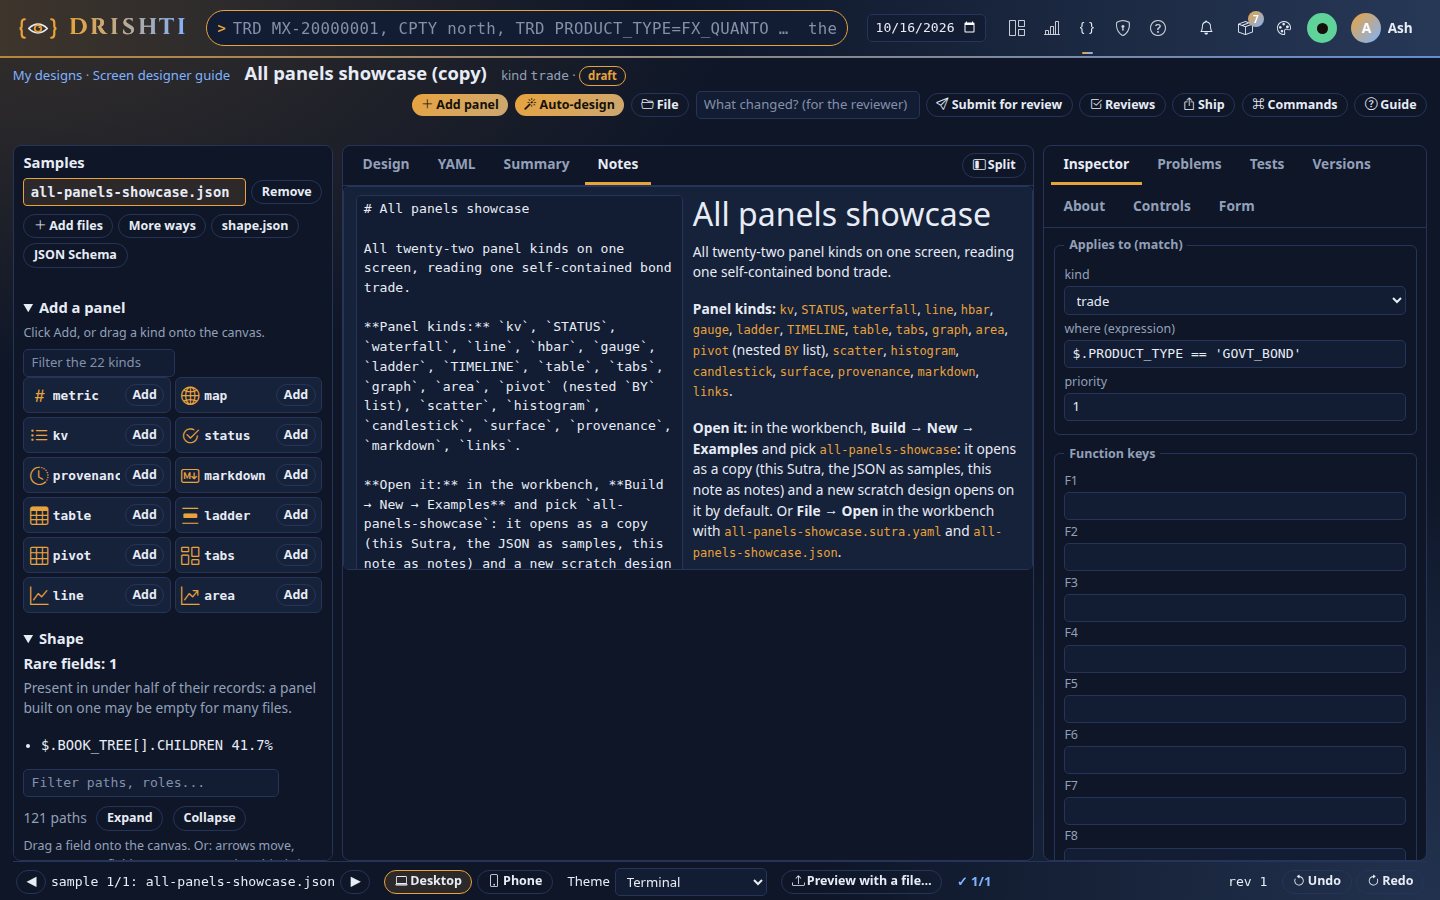 {👁} DRISHTI
> TRD MX-20000001, CPTY north, TRD PRODUCT_TYPE=FX_QUANTO … the
10/16/2026
7
A Ash
My designs · Screen designer guide
All panels showcase (copy)
kind trade · draft
+ Add panel
Auto-design
File
What changed? (for the reviewer)
Submit for review
Reviews
Ship
Commands
Guide
Samples
all-panels-showcase.json
Remove
+ Add files
More ways
shape.json
JSON Schema
▼ Add a panel
Click Add, or drag a kind onto the canvas.
Filter the 22 kinds
# metric Add
map Add
kv Add
status Add
provenanc Add
markdown Add
table Add
ladder Add
pivot Add
tabs Add
line Add
area Add
▼ Shape
Rare fields: 1
Present in under half of their records: a panel
built on one may be empty for many files.
• $.BOOK_TREE[].CHILDREN 41.7%
Filter paths, roles...
121 paths
Expand
Collapse
Drag a field onto the canvas. Or: arrows move,
Design
YAML
Summary
Notes
Split
# All panels showcase
All twenty-two panel kinds on one
screen, reading one self-contained bond
trade.
**Panel kinds:** `kv`, `STATUS`,
`waterfall`, `line`, `hbar`, `gauge`,
`ladder`, `TIMELINE`, `table`, `tabs`,
`graph`, `area`, `pivot` (nested `BY`
list), `scatter`, `histogram`,
`candlestick`, `surface`, `provenance`,
`markdown`, `links`.
**Open it:** in the workbench, **Build
→ New → Examples** and pick `all-
panels-showcase`: it opens as a copy
(this Sutra, the JSON as samples, this
note as notes) and a new scratch design
All panels showcase
All twenty-two panel kinds on one screen, reading
one self-contained bond trade.
Panel kinds: kv, STATUS, waterfall, line, hbar,
gauge, ladder, TIMELINE, table, tabs, graph, area,
pivot (nested BY list), scatter, histogram,
candlestick, surface, provenance, markdown,
links.
Open it: in the workbench, Build → New →
Examples and pick all-panels-showcase: it opens
as a copy (this Sutra, the JSON as samples, this
note as notes) and a new scratch design opens on
it by default. Or File → Open in the workbench
with all-panels-showcase.sutra.yaml and all-
panels-showcase.json.
Inspector
Problems
Tests
Versions
About
Controls
Form
Applies to (match)
kind
trade
where (expression)
$.PRODUCT_TYPE == 'GOVT_BOND'
priority
1
Function keys
F1
F2
F3
F4
F5
F6
F7
F8
◀ sample 1/1: all-panels-showcase.json ▶
Desktop
Phone
Theme
Terminal
Preview with a file...
✓ 1/1
rev 1
Undo
Redo